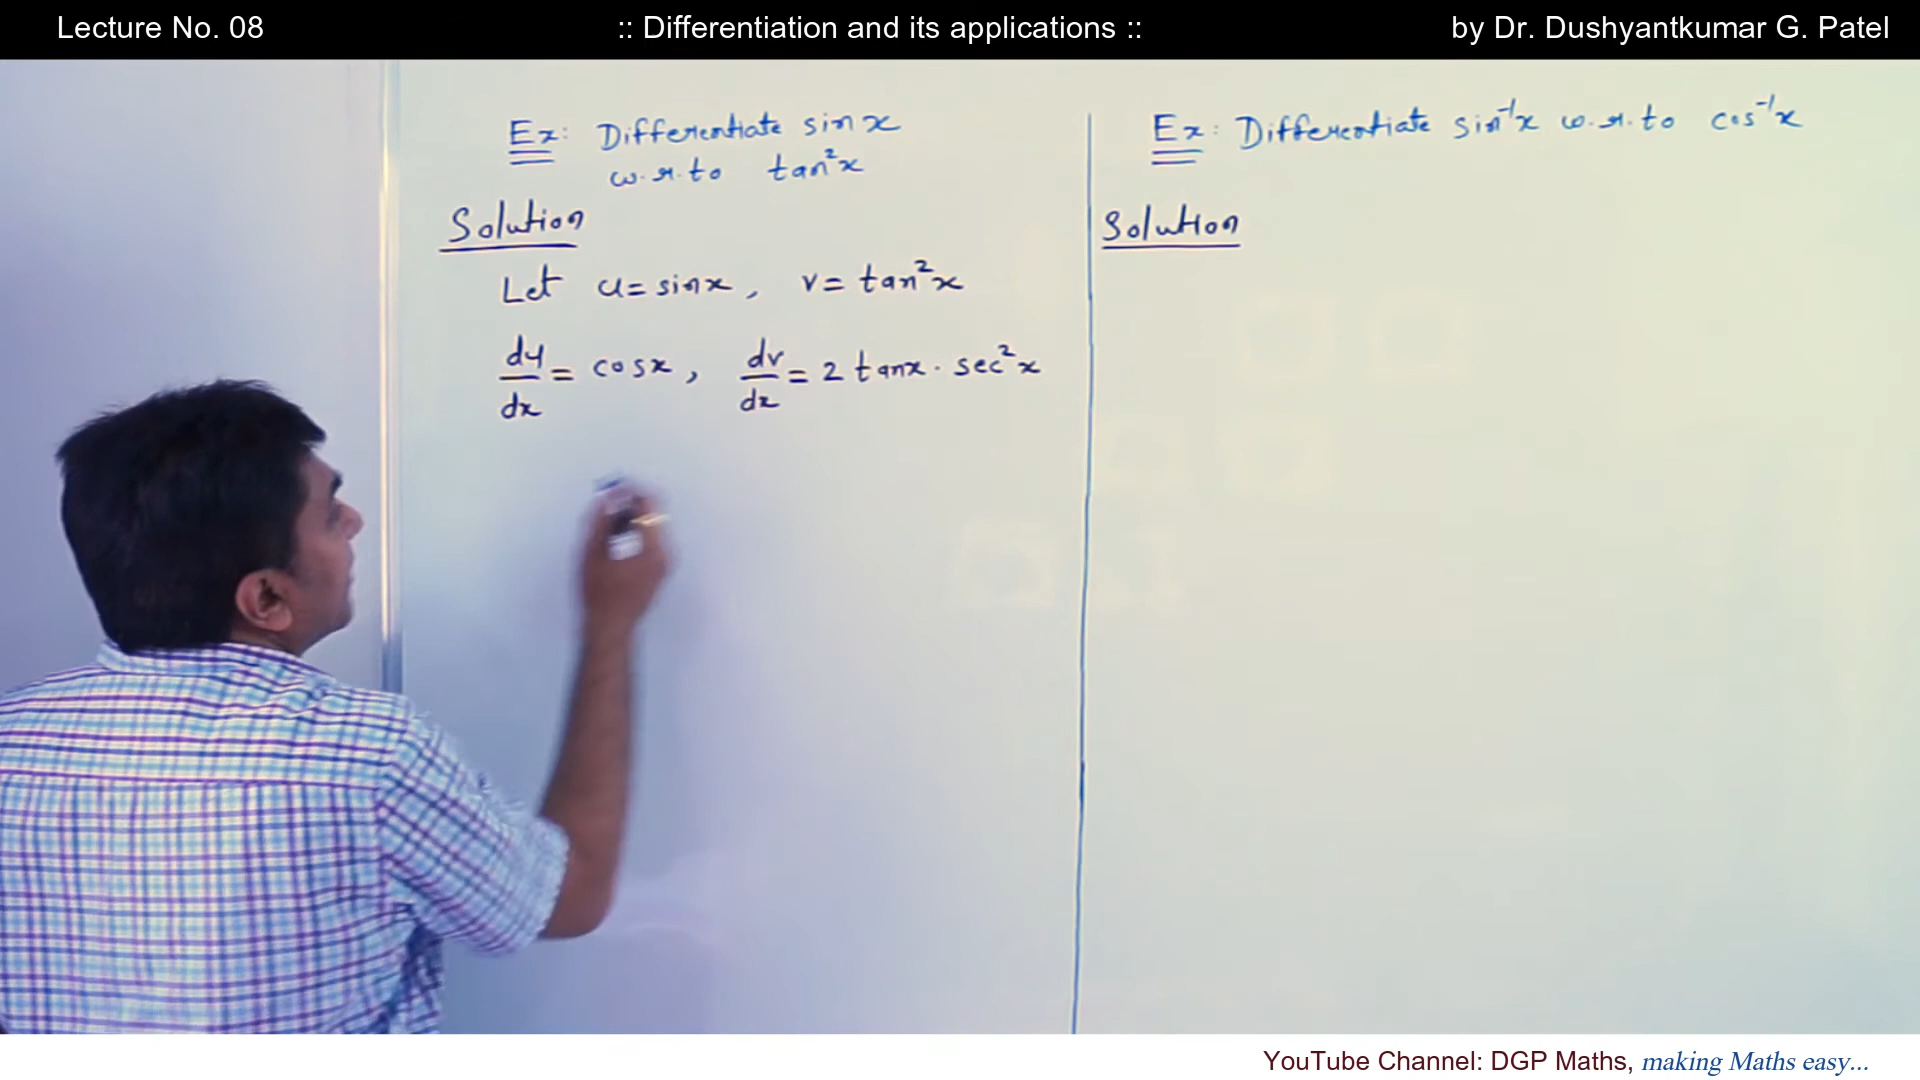 Lecture No. 08
:: Differentiation and its applications ::
by Dr. Dushyantkumar G. Patel
Ex: Differentiate sinx
w.r.to tan²x
Solution
Let u = sinx, v = tan²x
du/dx = cosx, dv/dx = 2 tanx · sec²x
Ex: Differentiate sin⁻¹x w.r.to cos⁻¹x
Solution
YouTube Channel: DGP Maths, making Maths easy...